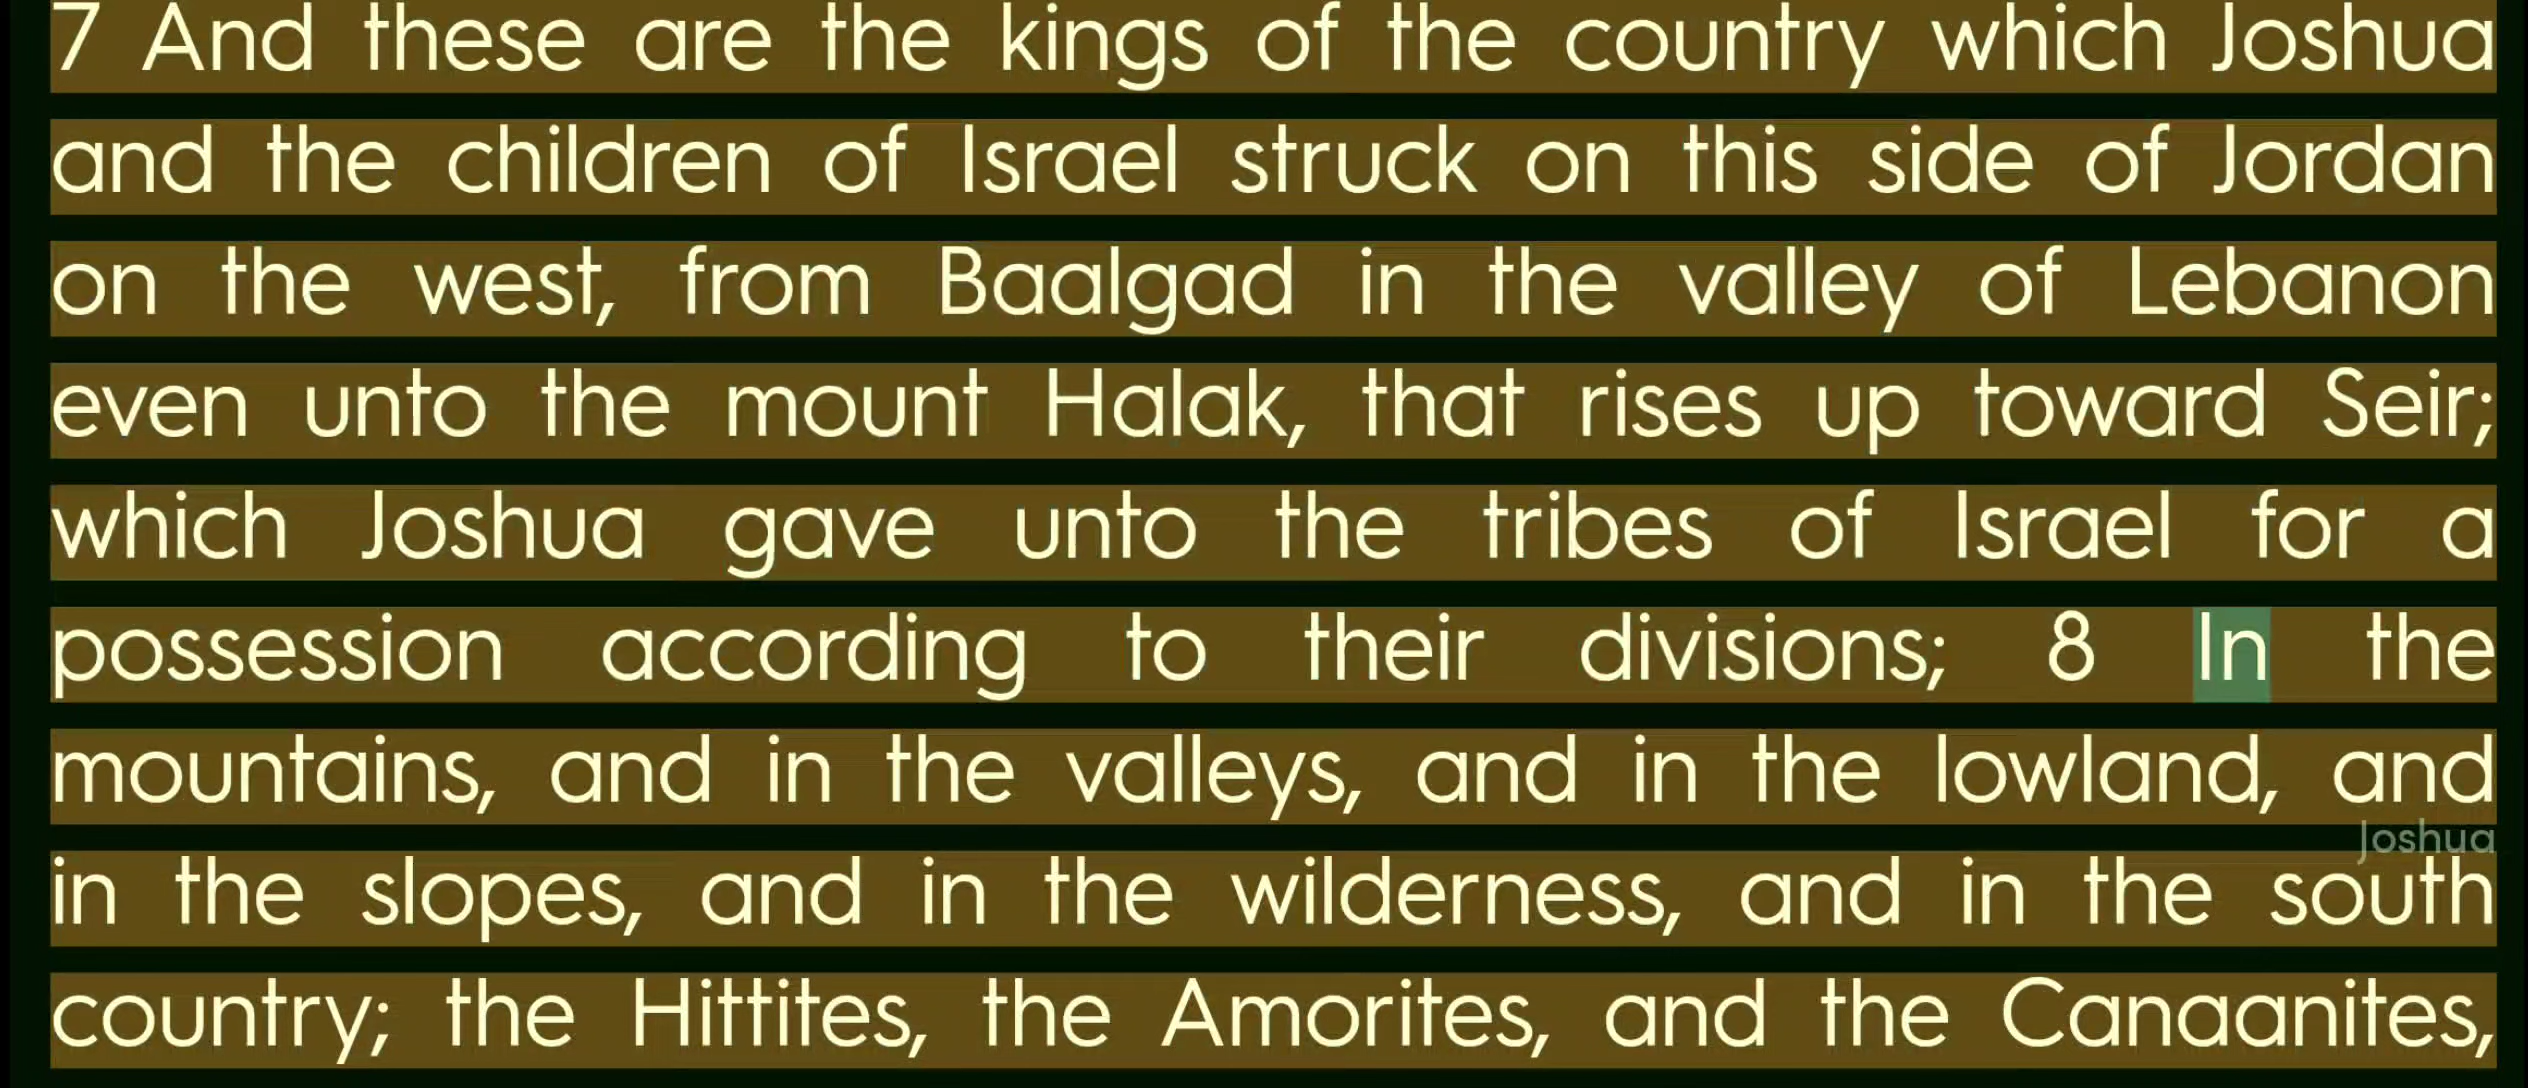 7 And these are the kings of the country which Joshua
and the children of Israel struck on this side of Jordan
on the west, from Baalgad in the valley of Lebanon
even unto the mount Halak, that rises up toward Seir;
which Joshua gave unto the tribes of Israel for a
possession according to their divisions; 8 In the
mountains, and in the valleys, and in the lowland, and
Joshua
in the slopes, and in the wilderness, and in the south
country; the Hittites, the Amorites, and the Canaanites,